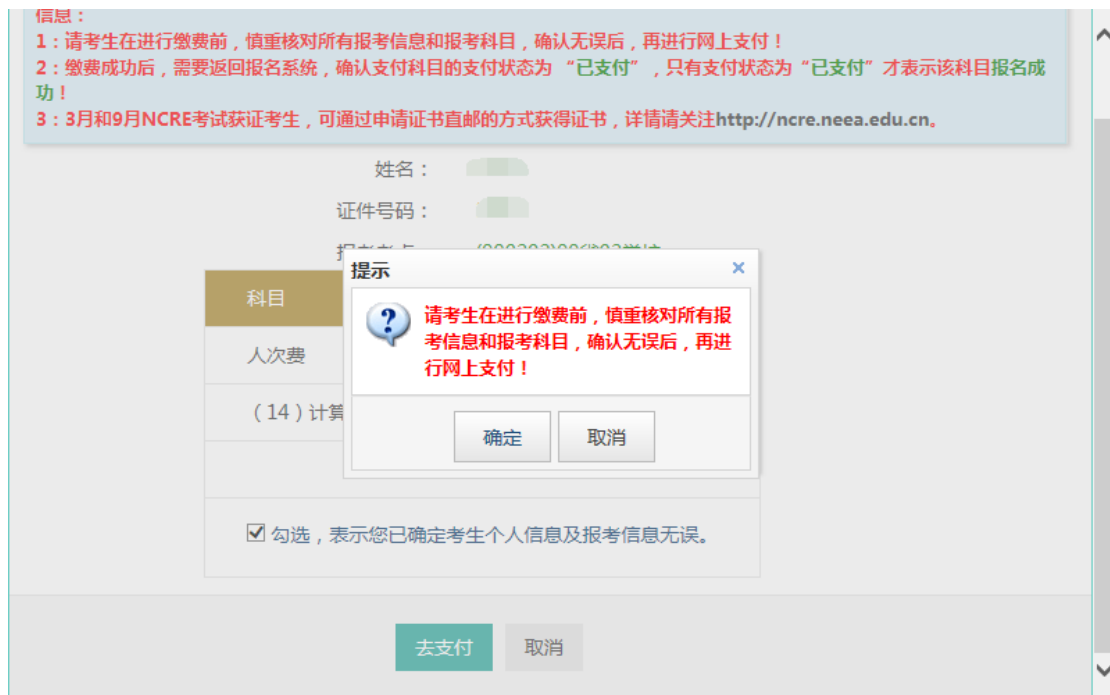 信息：
1：请考生在进行缴费前，慎重核对所有报考信息和报考科目，确认无误后，再进行网上支付！
2：缴费成功后，需要返回报名系统，确认支付科目的支付状态为 “已支付”，只有支付状态为“已支付”才表示该科目报名成
功！
3：3月和9月NCRE考试获证考生，可通过申请证书直邮的方式获得证书，详情请关注http://ncre.neea.edu.cn。
姓名：
证件号码：
提示
×
科目
请考生在进行缴费前，慎重核对所有报
考信息和报考科目，确认无误后，再进
行网上支付！
人次费
（14）计算
确定 取消
勾选，表示您已确定考生个人信息及报考信息无误。
去支付 取消